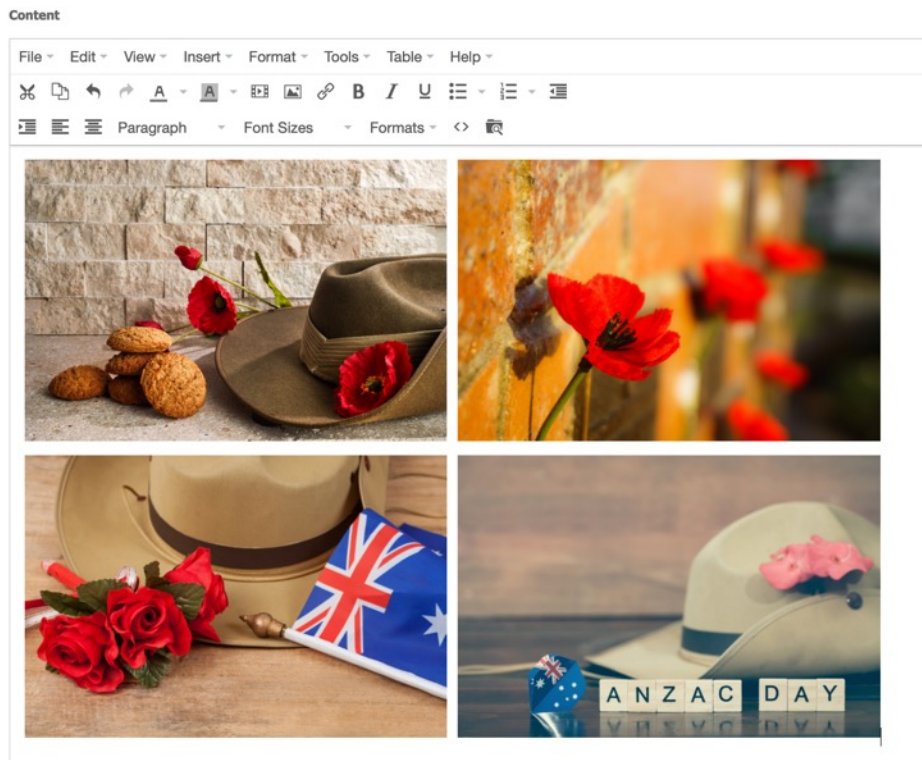 Content
File Edit View Insert Format Tools Table Help
A A B I U
Paragraph Font Sizes Formats <>
ANZAC DAY